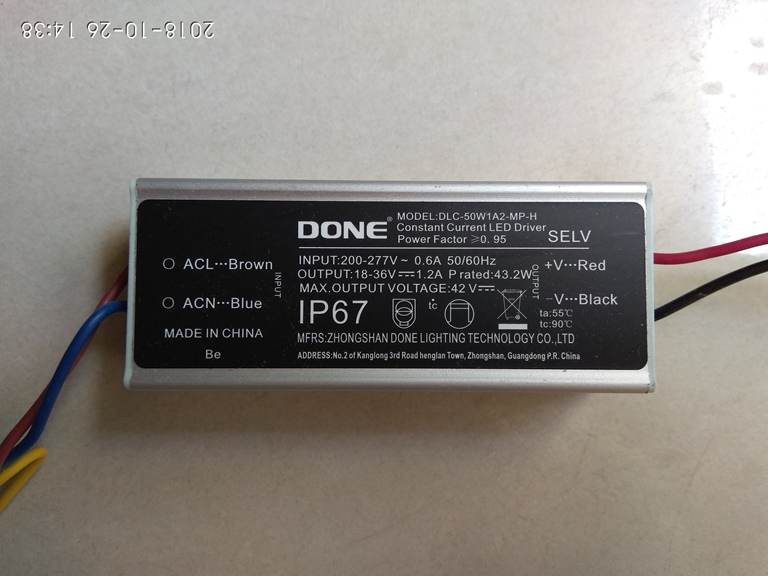 2018-10-26 14:38
DONE®
MODEL:DLC-50W1A2-MP-H
Constant Current LED Driver
Power Factor ≥0.95
SELV
ACL···Brown
ACN···Blue
INPUT
MADE IN CHINA
Be
INPUT:200-277V~ 0.6A 50/60Hz
OUTPUT:18-36V⎓1.2A P rated:43.2W
MAX.OUTPUT VOLTAGE:42V⎓
IP67
tc
OUTPUT
+V···Red
-V···Black
ta:55℃
tc:90℃
MFRS:ZHONGSHAN DONE LIGHTING TECHNOLOGY CO.,LTD
ADDRESS:No.2 of Kanglong 3rd Road henglan Town, Zhongshan, Guangdong P.R. China